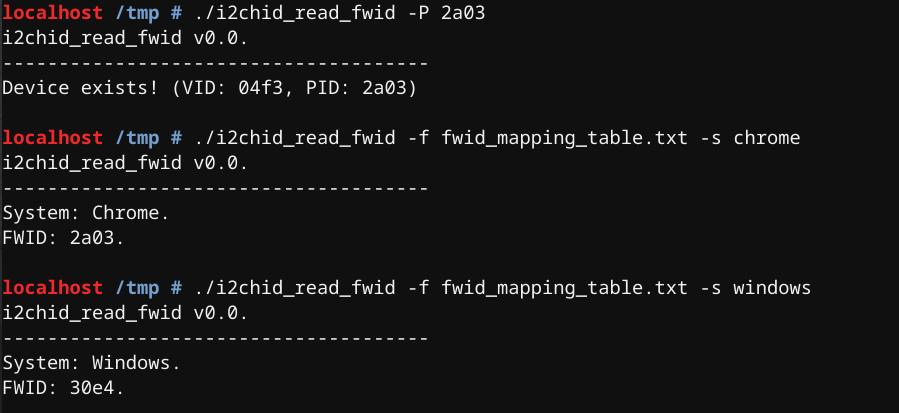 localhost /tmp # ./i2chid_read_fwid -P 2a03
i2chid_read_fwid v0.0.
--------------------------------------
Device exists! (VID: 04f3, PID: 2a03)
localhost /tmp # ./i2chid_read_fwid -f fwid_mapping_table.txt -s chrome
i2chid_read_fwid v0.0.
--------------------------------------
System: Chrome.
FWID: 2a03.
localhost /tmp # ./i2chid_read_fwid -f fwid_mapping_table.txt -s windows
i2chid_read_fwid v0.0.
--------------------------------------
System: Windows.
FWID: 30e4.